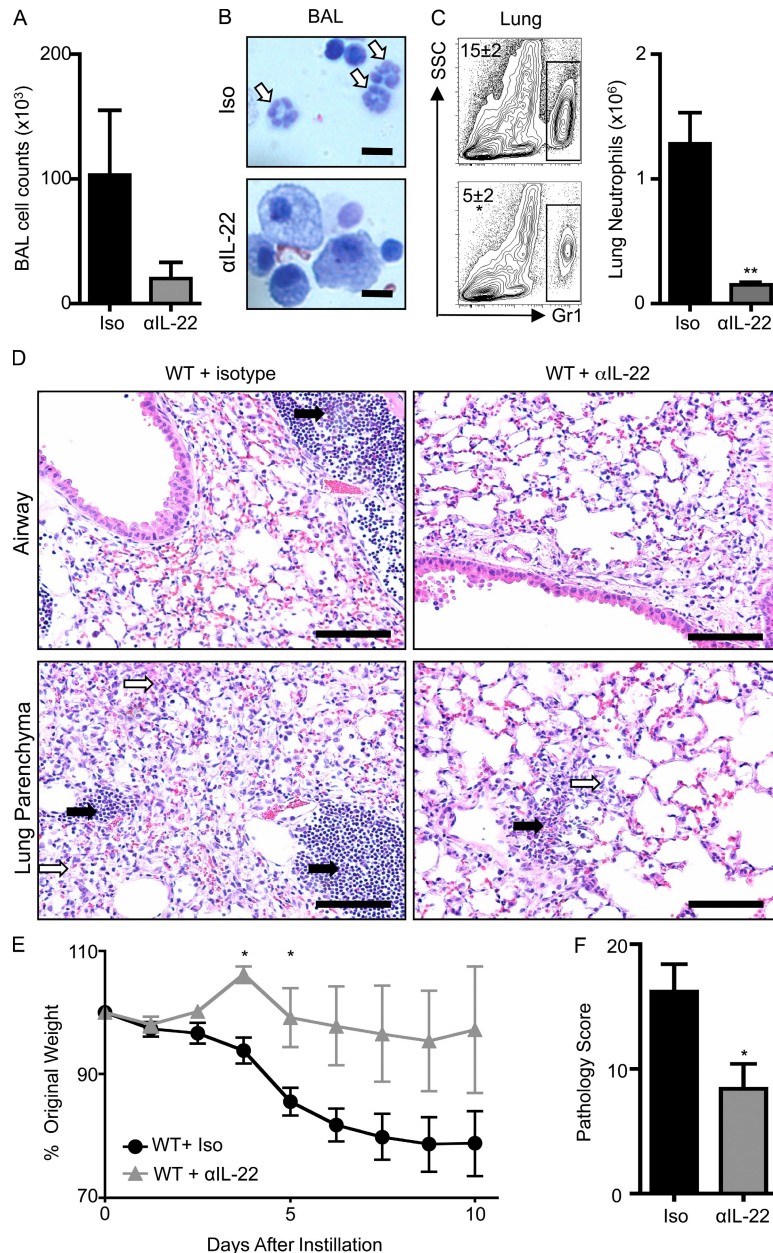 A
BAL cell counts (x10³)
200
100
0
Iso
αIL-22
B
BAL
Iso
αIL-22
C
Lung
SSC
15±2
5±2
*
Gr1
Lung Neutrophils (x10⁶)
2
1
0
**
Iso
αIL-22
D
WT + isotype
WT + αIL-22
Airway
Lung Parenchyma
E
% Original Weight
110
90
70
*
*
WT+ Iso
WT + αIL-22
0
5
10
Days After Instillation
F
Pathology Score
20
10
0
*
Iso
αIL-22